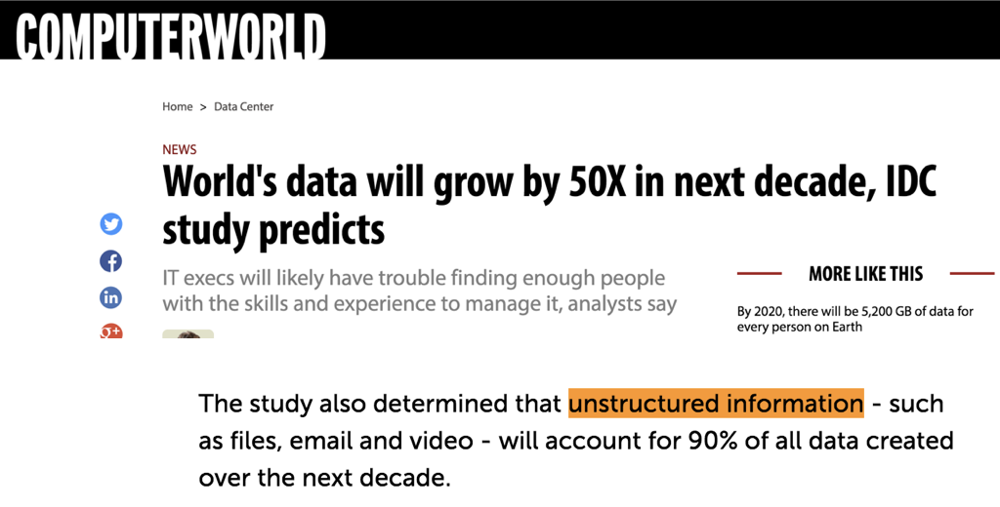 COMPUTERWORLD
Home > Data Center
NEWS
World's data will grow by 50X in next decade, IDC
study predicts
IT execs will likely have trouble finding enough people
with the skills and experience to manage it, analysts say
MORE LIKE THIS
By 2020, there will be 5,200 GB of data for
every person on Earth
g+
The study also determined that unstructured information - such
as files, email and video - will account for 90% of all data created
over the next decade.